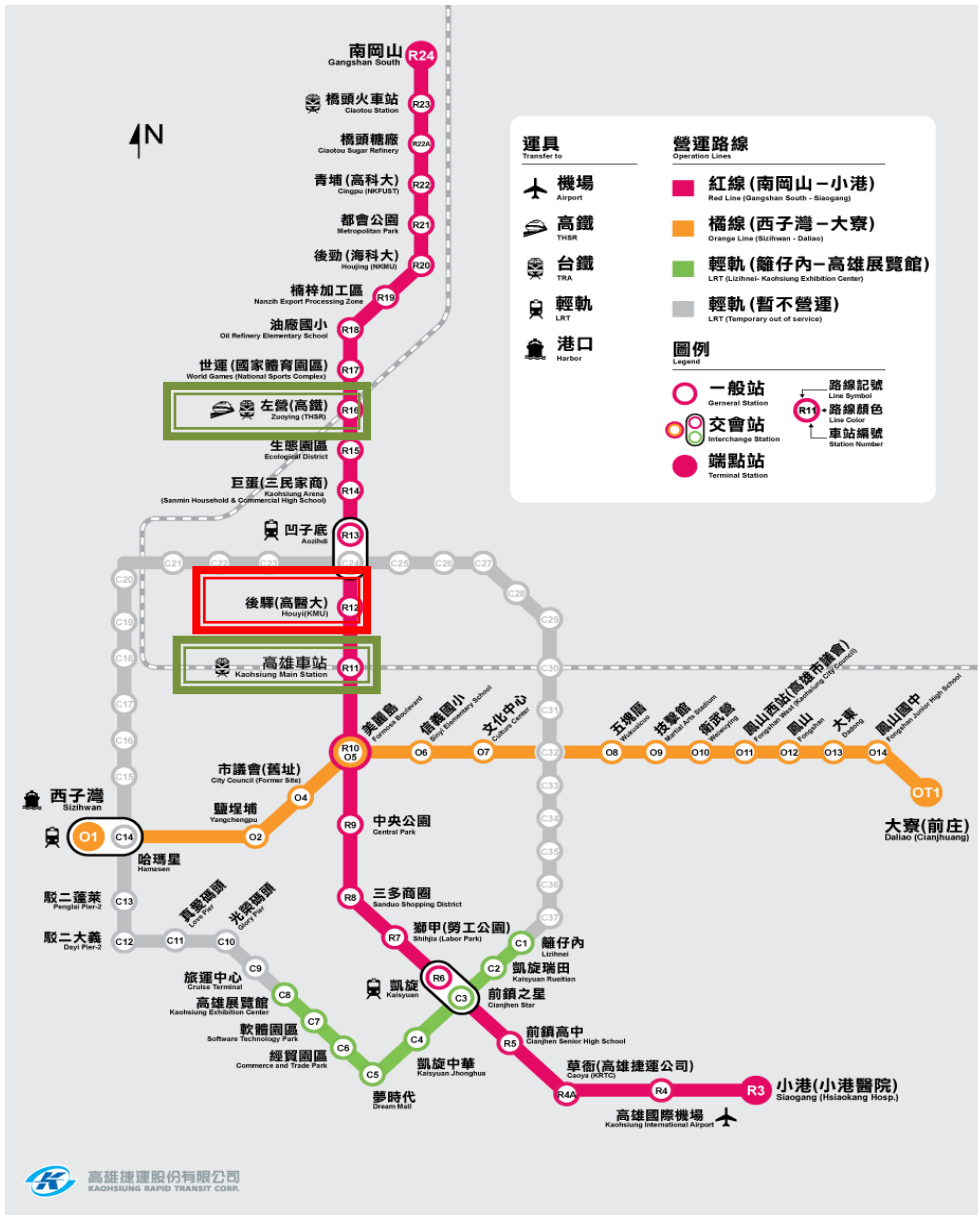 南岡山
Gangshan South
R24
橋頭火車站
Ciaotou Station
R23
橋頭糖廠
Ciaotou Sugar Refinery
R22A
青埔(高科大)
Cingpu (NKFUST)
R22
都會公園
Metropolitan Park
R21
後勁(海科大)
Houjing (NKMU)
R20
楠梓加工區
Nanzih Export Processing Zone
R19
油廠國小
Oil Refinery Elementary School
R18
世運(國家體育園區)
World Games (National Sports Complex)
R17
左營(高鐵)
Zuoying (THSR)
R16
生態園區
Ecological District
R15
巨蛋(三民家商)
Kaohsiung Arena
(Sanmin Household & Commercial High School)
R14
凹子底
Aozihdi
R13
C24
後驛(高醫大)
Houyi(KMU)
R12
高雄車站
Kaohsiung Main Station
R11
美麗島
Formosa Boulevard
R10
O5
中央公園
Central Park
R9
三多商圈
Sanduo Shopping District
R8
獅甲(勞工公園)
Shihjia (Labor Park)
R7
凱旋
Kaisyuan
R6
C3
前鎮之星
Cianjhen Star
前鎮高中
Cianjhen Senior High School
R5
草衙(高雄捷運公司)
Caoya (KRTC)
R4A
R4
高雄國際機場
Kaohsiung International Airport
R3
小港(小港醫院)
Siaogang (Hsiaokang Hosp.)
西子灣
Sizihwan
O1
C14
哈瑪星
Hamasen
鹽埕埔
Yangchengpu
O2
市議會(舊址)
City Council (Former Site)
O4
信義國小
Sinyi Elementary School
O6
文化中心
Culture Center
O7
五塊厝
Wukuaicuo
O8
技擊館
Martial Arts Stadium
O9
衛武營
Weiwuying
O10
鳳山西站(高雄市議會)
Fongshan West (Kaohsiung City Council)
O11
鳳山
Fongshan
O12
大東
Dadong
O13
鳳山國中
Fongshan Junior High School
O14
OT1
大寮(前庄)
Daliao (Cianjhuang)
籬仔內
Lizihnei
C1
凱旋瑞田
Kaisyuan Rueitian
C2
凱旋中華
Kaisyuan Jhonghua
C4
夢時代
Dream Mall
C5
經貿園區
Commerce and Trade Park
C6
軟體園區
Software Technology Park
C7
高雄展覽館
Kaohsiung Exhibition Center
C8
旅運中心
Cruise Terminal
C9
光榮碼頭
Glory Pier
C10
真愛碼頭
Love Pier
C11
駁二大義
Dayi Pier-2
C12
駁二蓬萊
Penglai Pier-2
C13
C15
C16
C17
C18
C19
C20
C21
C22
C23
C25
C26
C27
C28
C29
C30
C31
C32
C33
C34
C35
C36
C37
N
運具
Transfer to
機場
Airport
高鐵
THSR
台鐵
TRA
輕軌
LRT
港口
Harbor
營運路線
Operation Lines
紅線(南岡山－小港)
Red Line (Gangshan South - Siaogang)
橘線(西子灣－大寮)
Orange Line (Sizihwan - Daliao)
輕軌(籬仔內－高雄展覽館)
LRT (Lizihnei- Kaohsiung Exhibition Center)
輕軌(暫不營運)
LRT (Temporary out of service)
圖例
Legend
一般站
Gerneral Station
交會站
Interchange Station
端點站
Terminal Station
R11
路線記號
Line Symbol
路線顏色
Line Color
車站編號
Station Number
高雄捷運股份有限公司
KAOHSIUNG RAPID TRANSIT CORP.